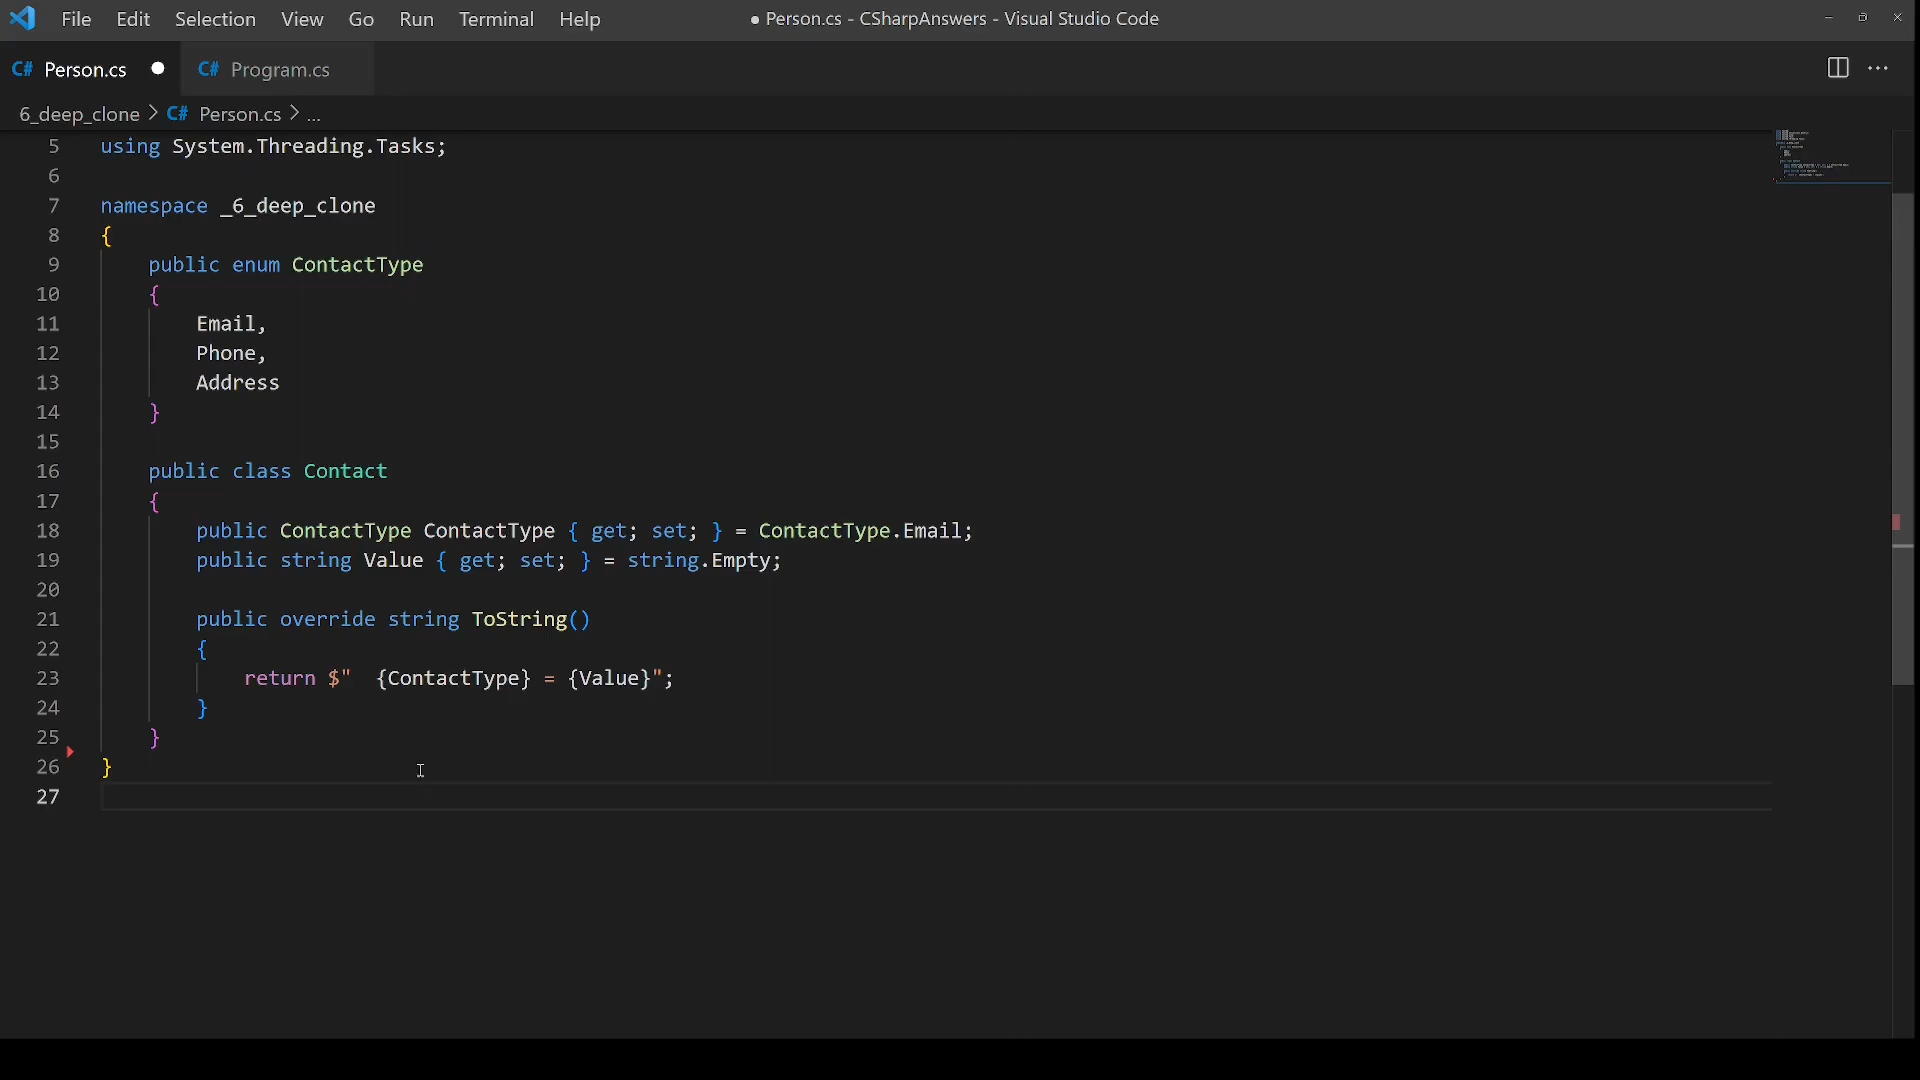 File Edit Selection View Go Run Terminal Help ● Person.cs - CSharpAnswers - Visual Studio Code
C# Person.cs ● C# Program.cs
6_deep_clone > C# Person.cs > ...
5 using System.Threading.Tasks;
6
7 namespace _6_deep_clone
8 {
9     public enum ContactType
10     {
11         Email,
12         Phone,
13         Address
14     }
15
16     public class Contact
17     {
18         public ContactType ContactType { get; set; } = ContactType.Email;
19         public string Value { get; set; } = string.Empty;
20
21         public override string ToString()
22         {
23             return $"  {ContactType} = {Value}";
24         }
25     }
26 }
27